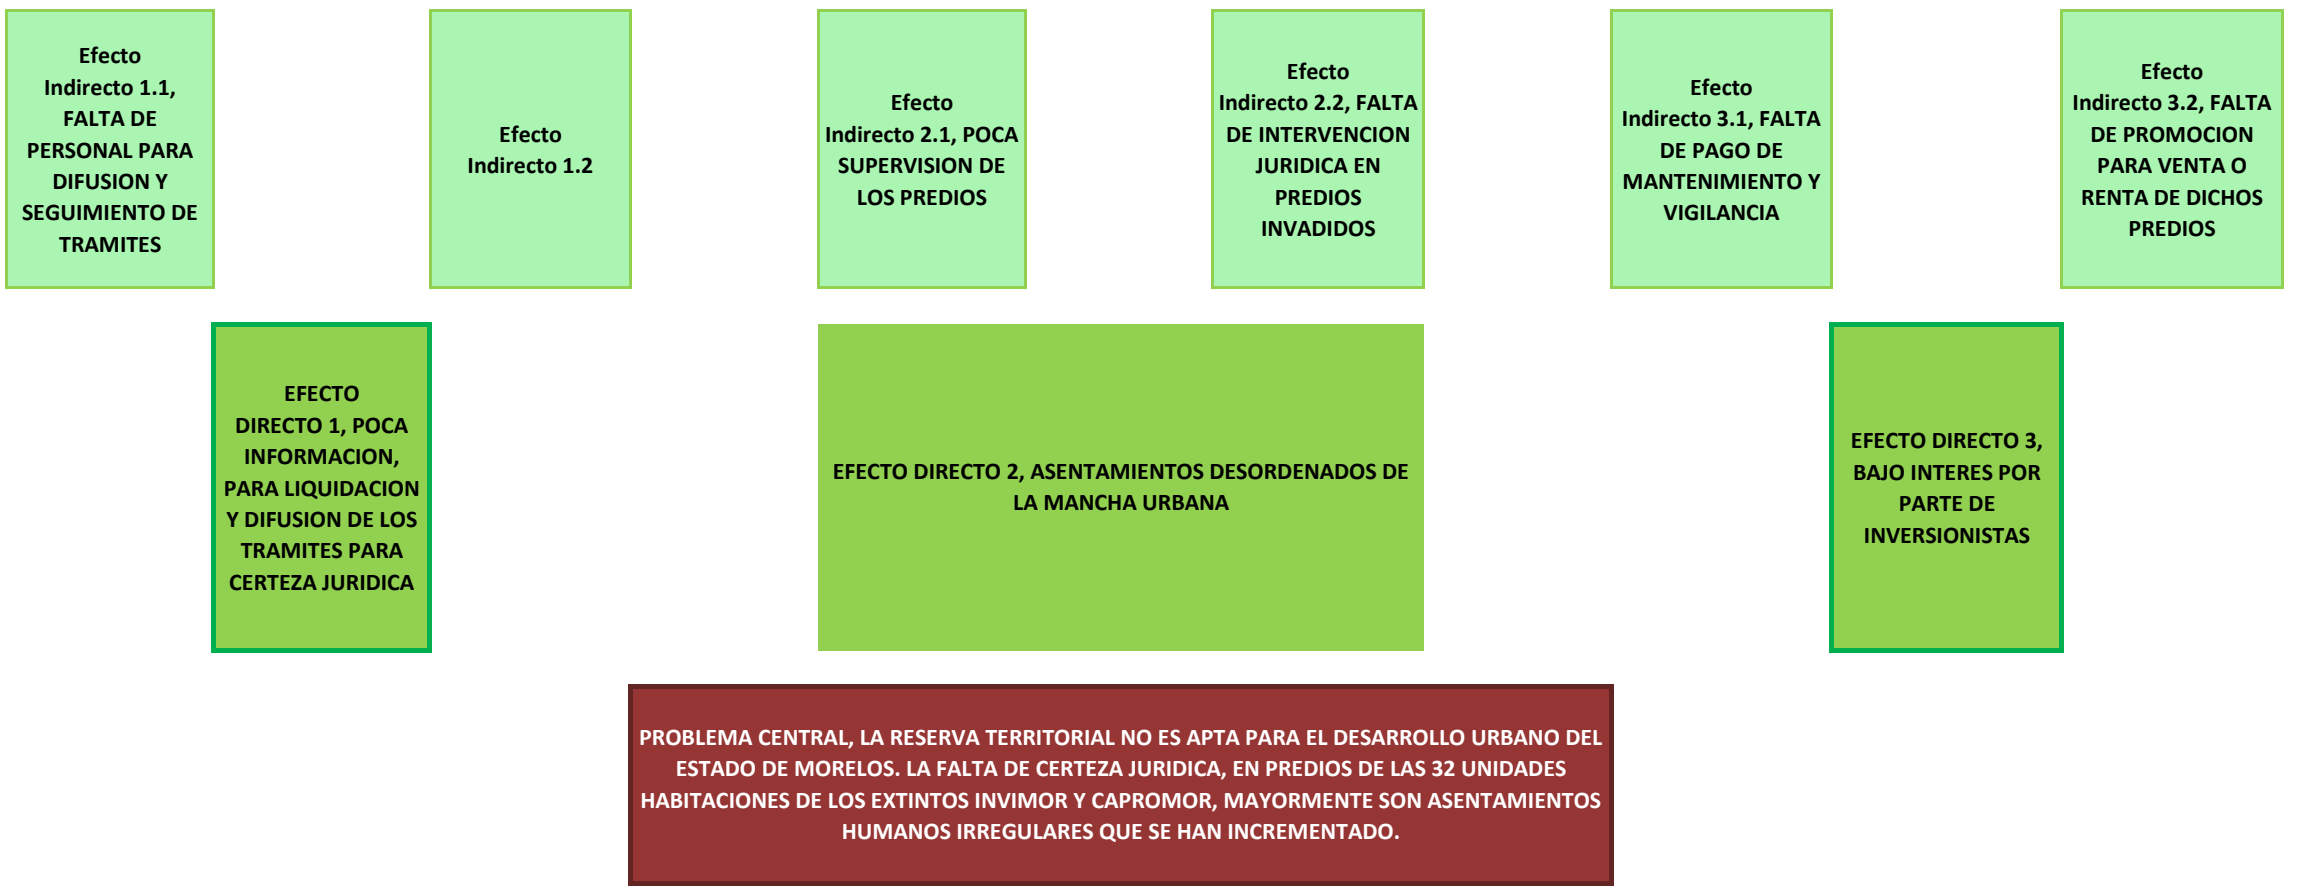 Efecto
Indirecto 1.1,
FALTA DE
PERSONAL PARA
DIFUSION Y
SEGUIMIENTO DE
TRAMITES
Efecto
Indirecto 1.2
Efecto
Indirecto 2.1, POCA
SUPERVISION DE
LOS PREDIOS
Efecto
Indirecto 2.2, FALTA
DE INTERVENCION
JURIDICA EN
PREDIOS
INVADIDOS
Efecto
Indirecto 3.1, FALTA
DE PAGO DE
MANTENIMIENTO Y
VIGILANCIA
Efecto
Indirecto 3.2, FALTA
DE PROMOCION
PARA VENTA O
RENTA DE DICHOS
PREDIOS
EFECTO
DIRECTO 1, POCA
INFORMACION,
PARA LIQUIDACION
Y DIFUSION DE LOS
TRAMITES PARA
CERTEZA JURIDICA
EFECTO DIRECTO 2, ASENTAMIENTOS DESORDENADOS DE
LA MANCHA URBANA
EFECTO DIRECTO 3,
BAJO INTERES POR
PARTE DE
INVERSIONISTAS
PROBLEMA CENTRAL, LA RESERVA TERRITORIAL NO ES APTA PARA EL DESARROLLO URBANO DEL
ESTADO DE MORELOS. LA FALTA DE CERTEZA JURIDICA, EN PREDIOS DE LAS 32 UNIDADES
HABITACIONES DE LOS EXTINTOS INVIMOR Y CAPROMOR, MAYORMENTE SON ASENTAMIENTOS
HUMANOS IRREGULARES QUE SE HAN INCREMENTADO.